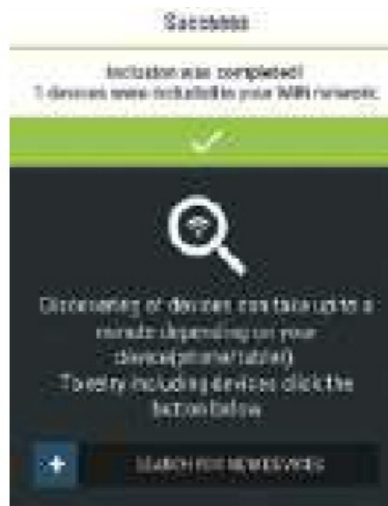 Success
Inclusion was completed!
1 devices were included in your WiN network.
Discovering of devices can take up to a
minute depending on your
device(phone/tablet)
To retry including devices click the
button below
+
SEARCH FOR NEW DEVICES